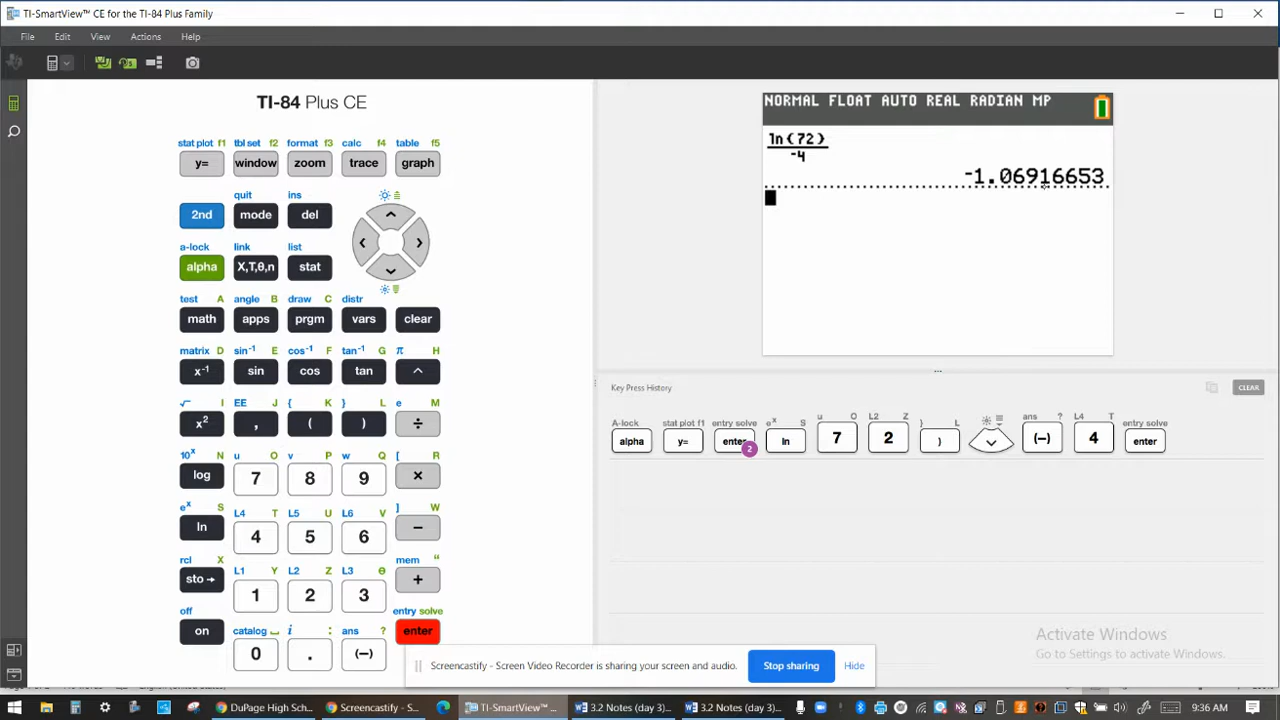 TI-SmartView™ CE for the TI-84 Plus Family
File Edit View Actions Help
TI-84 Plus CE
stat plot f1 tbl set f2 format f3 calc f4 table f5
y= window zoom trace graph
quit ins
2nd mode del
a-lock link list
alpha X,T,θ,n stat
test A angle B draw C distr
math apps prgm vars clear
matrix D sin⁻¹ E cos⁻¹ F tan⁻¹ G π H
x⁻¹ sin cos tan ^
√ I EE J { K } L e M
x² , ( ) ÷
10ˣ N u O v P w Q [ R
log 7 8 9 ×
eˣ S L4 T L5 U L6 V ] W
ln 4 5 6 −
rcl X L1 Y L2 Z L3 θ mem “
sto→ 1 2 3 +
off catalog i : ans ? entry solve
on 0 . (−) enter
NORMAL FLOAT AUTO REAL RADIAN MP
ln(72)
-4
-1.06916653
Key Press History
CLEAR
A-lock stat plot f1 entry solve eˣ S u O L2 Z } L ans ? L4 T entry solve
alpha y= enter ln 7 2 ) (−) 4 enter
2
Activate Windows
Go to Settings to activate Windows.
Screencastify - Screen Video Recorder is sharing your screen and audio. Stop sharing Hide
DuPage High Sch... Screencastify - ... TI-SmartView™ ... 3.2 Notes (day 3)... 3.2 Notes (day 3)... 9:36 AM